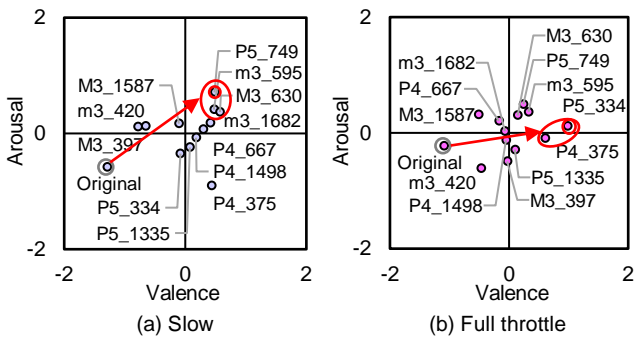 2
P5_749
m3_595
M3_1587
M3_630
m3_420
m3_1682
0
M3_397
P4_667
Original
P4_1498
P5_334
P4_375
P5_1335
-2
-2
0
2
Arousal
Valence
(a) Slow
2
M3_630
m3_1682
P5_749
P4_667
m3_595
M3_1587
P5_334
0
P4_375
Original
m3_420
P5_1335
P4_1498
M3_397
-2
-2
0
2
Arousal
Valence
(b) Full throttle